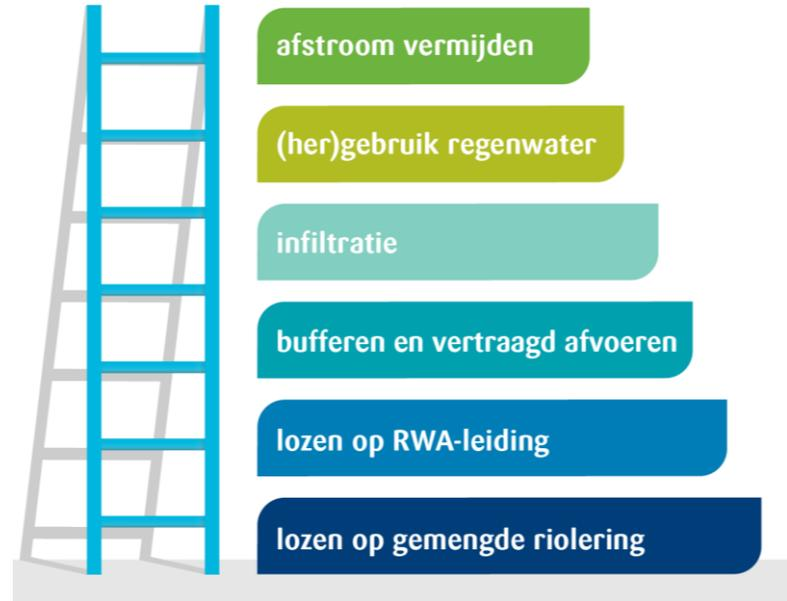 afstroom vermijden
(her)gebruik regenwater
infiltratie
bufferen en vertraagd afvoeren
lozen op RWA-leiding
lozen op gemengde riolering